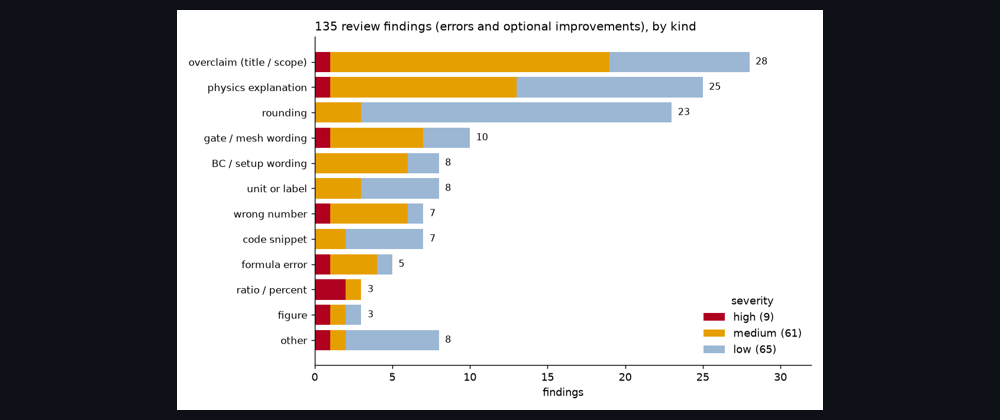 135 review findings (errors and optional improvements), by kind
overclaim (title / scope) 28
physics explanation 25
rounding 23
gate / mesh wording 10
BC / setup wording 8
unit or label 8
wrong number 7
code snippet 7
formula error 5
ratio / percent 3
figure 3
other 8
severity
high (9)
medium (61)
low (65)
0 5 10 15 20 25 30
findings